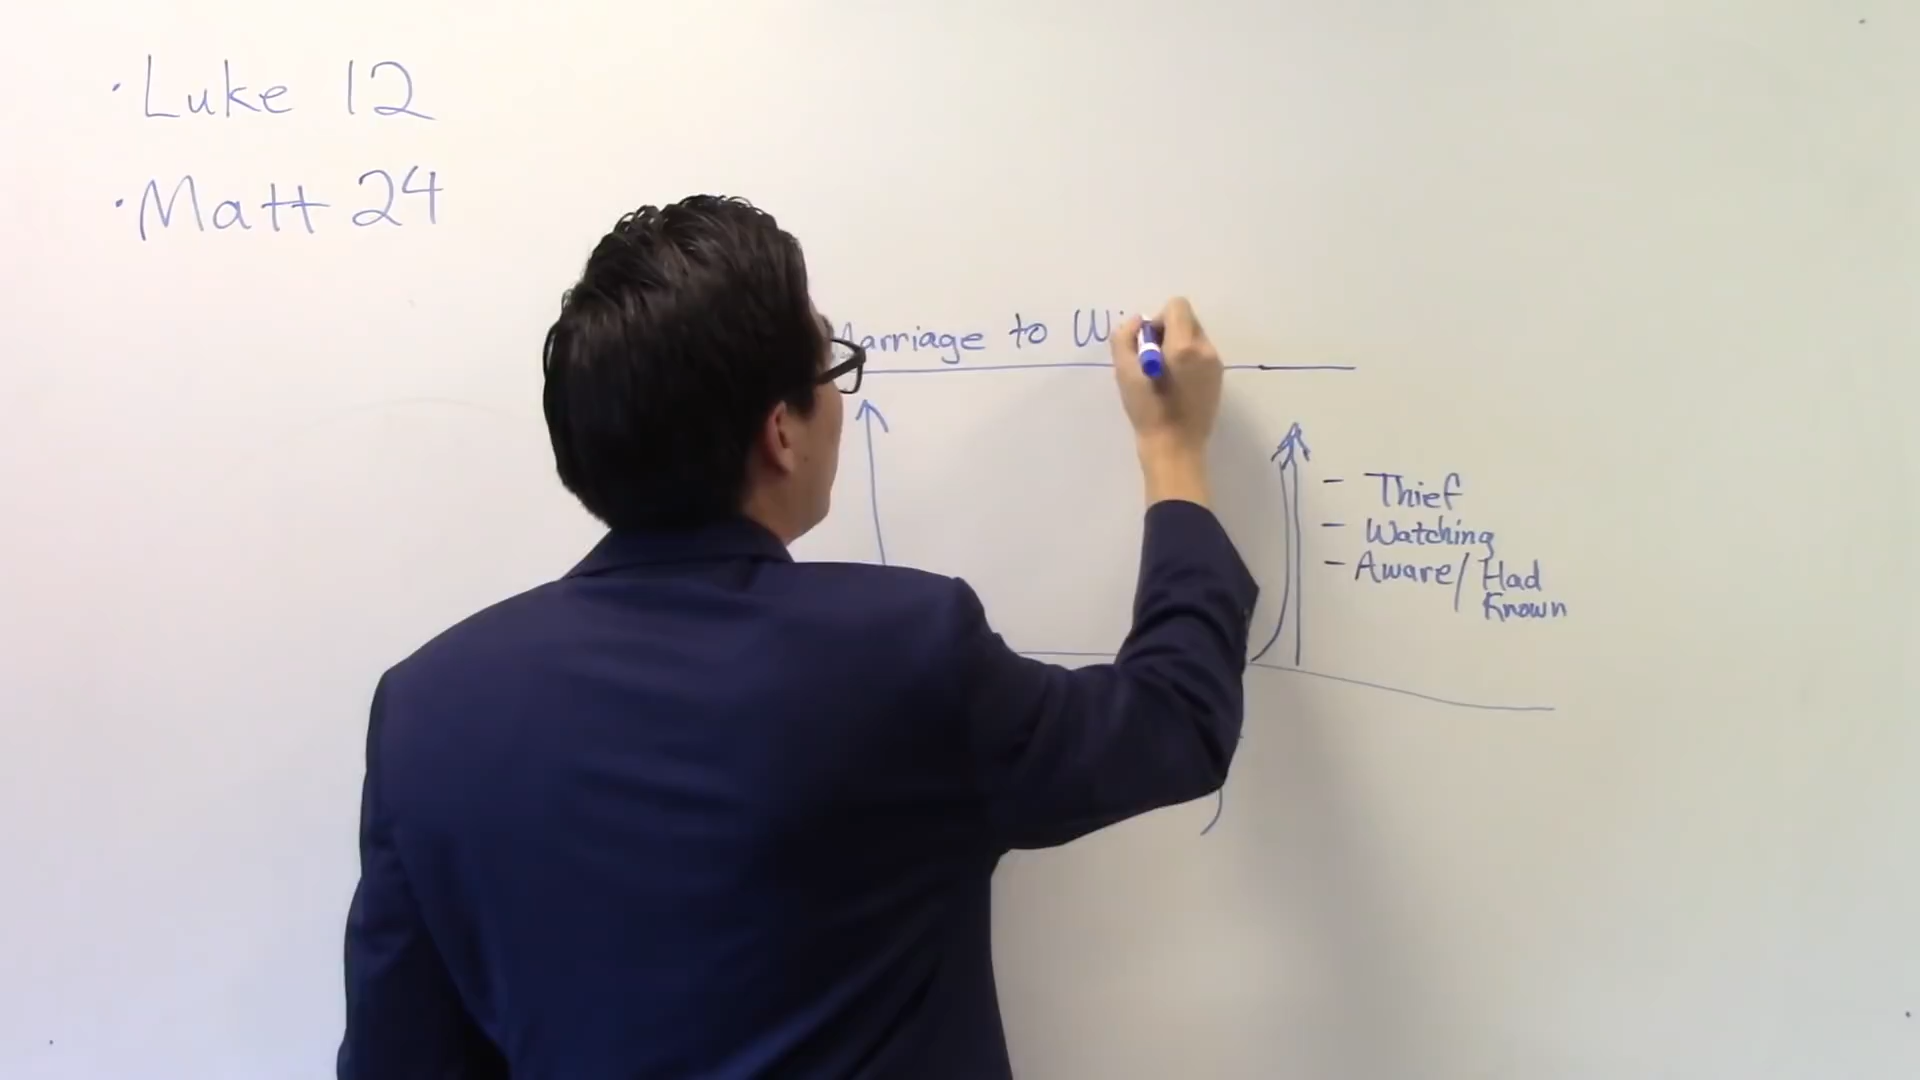 · Luke 12
· Matt 24
Marriage to Wi
- Thief
- Watching
- Aware/ Had
Known